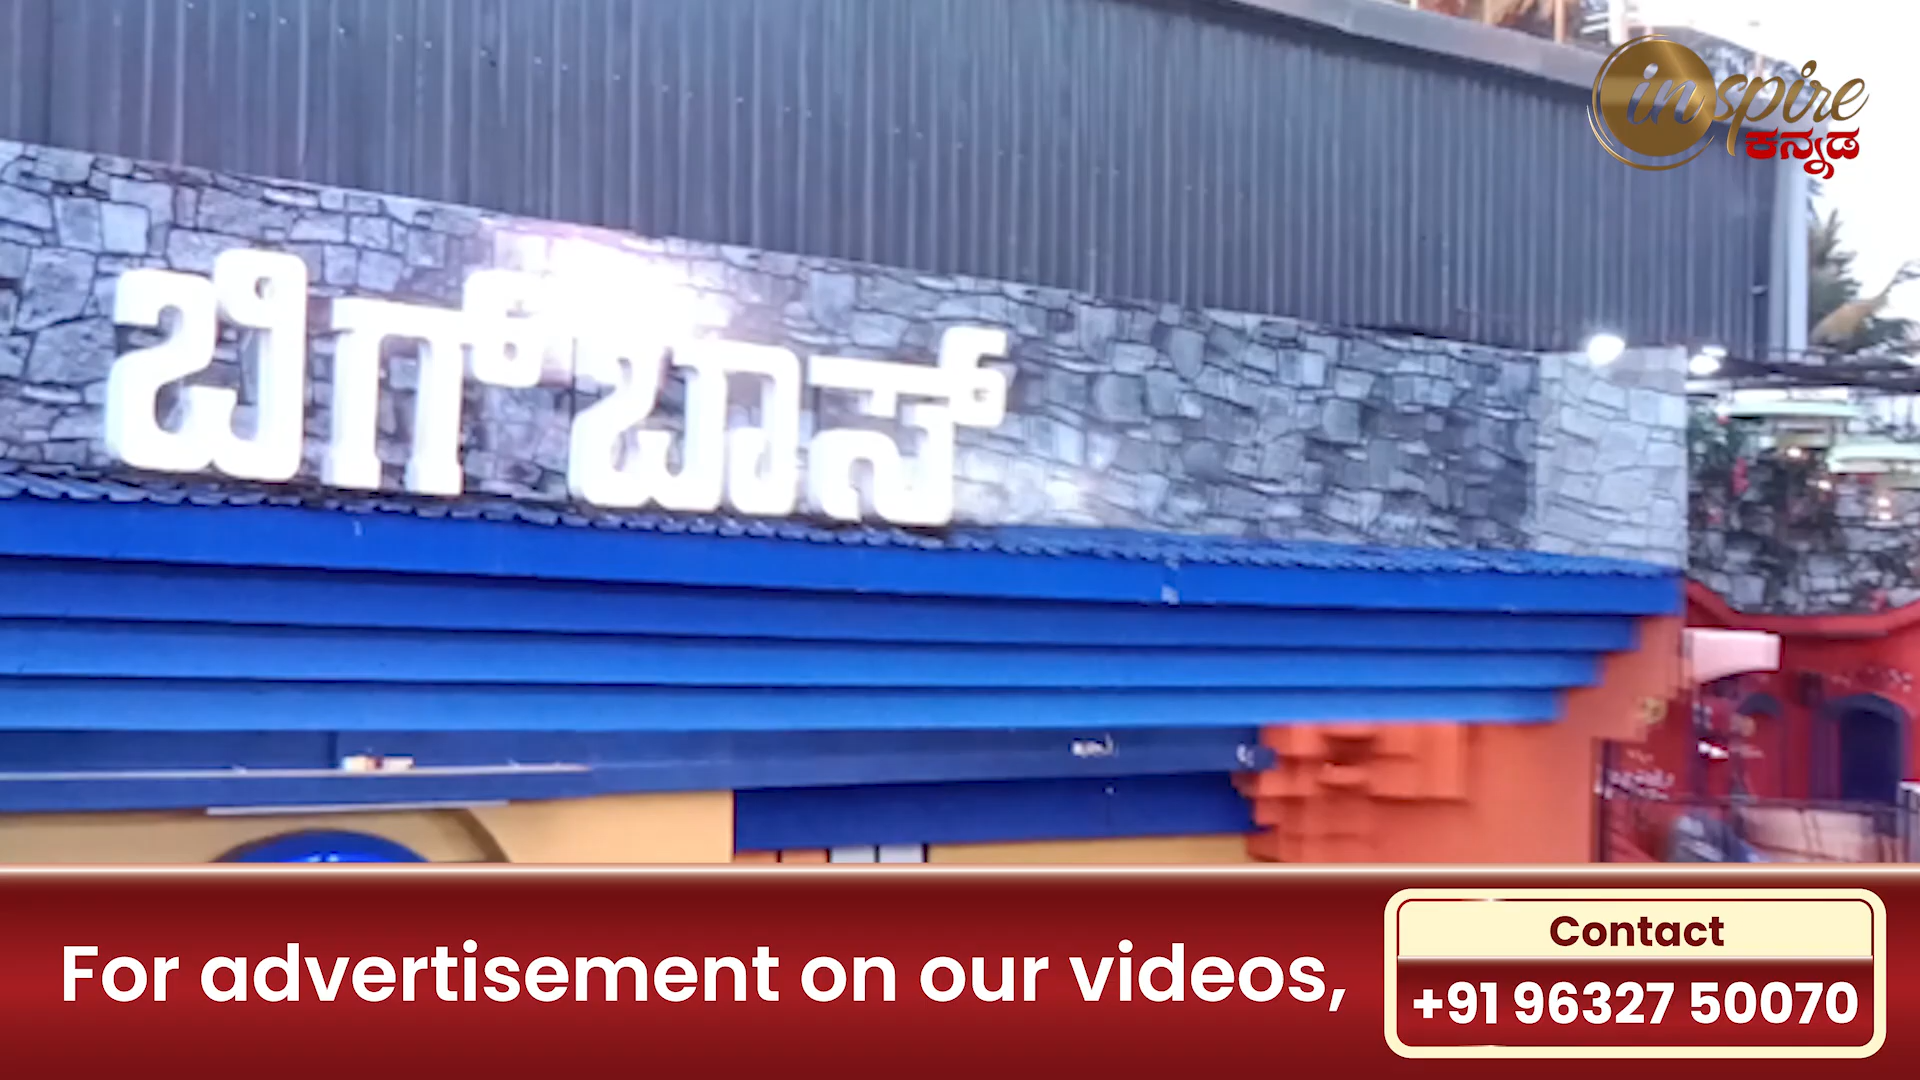 inspire
ಕನ್ನಡ
ಬಿಗ್ ಬಾಸ್
For advertisement on our videos,
Contact
+91 96327 50070